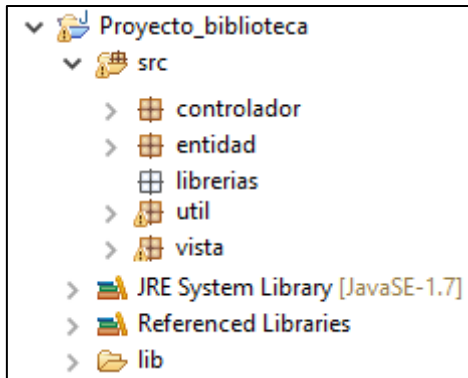 Proyecto_biblioteca
src
controlador
entidad
librerias
util
vista
JRE System Library [JavaSE-1.7]
Referenced Libraries
lib